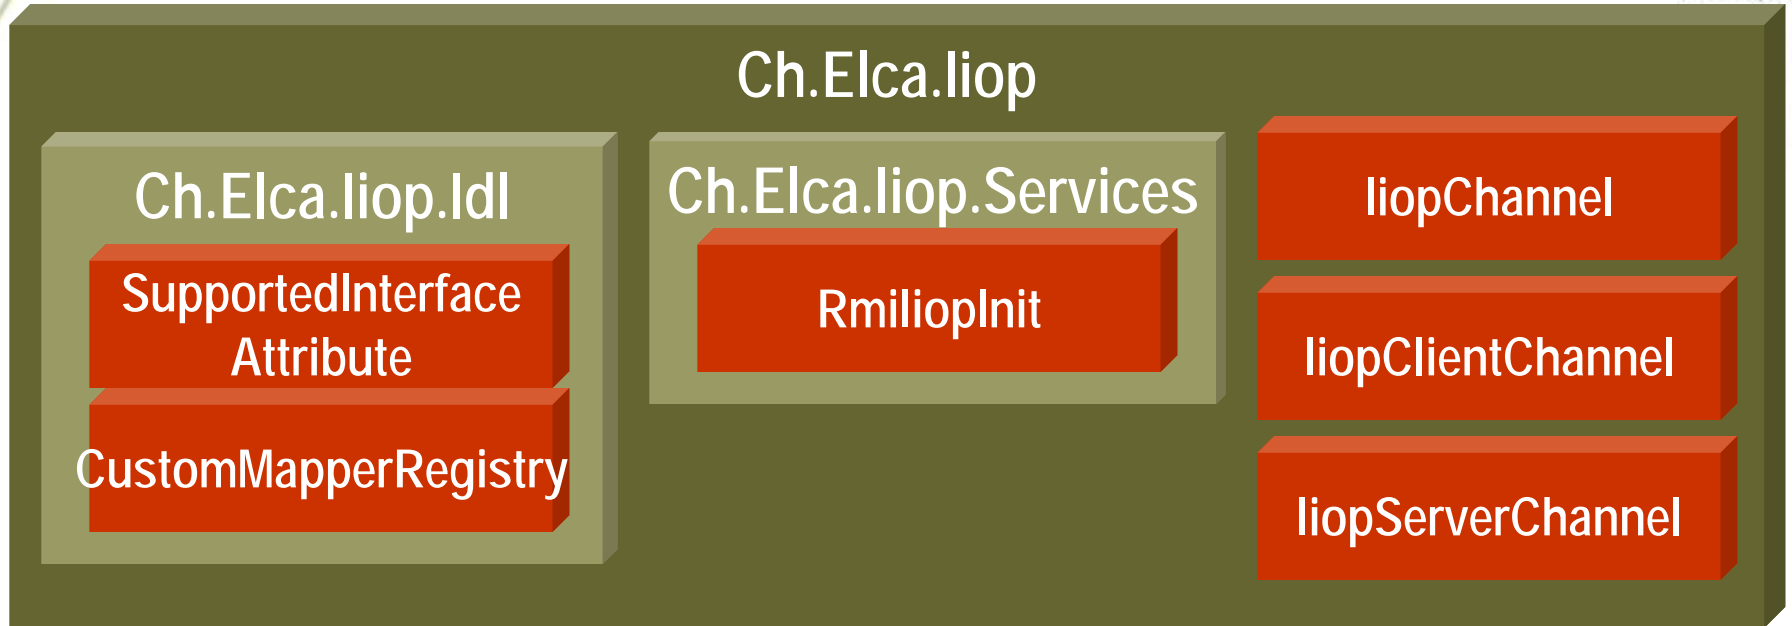 Ch.Elca.Iiop
Ch.Elca.Iiop.Idl
SupportedInterface
Attribute
CustomMapperRegistry
Ch.Elca.Iiop.Services
RmiIiopInit
IiopChannel
IiopClientChannel
IiopServerChannel